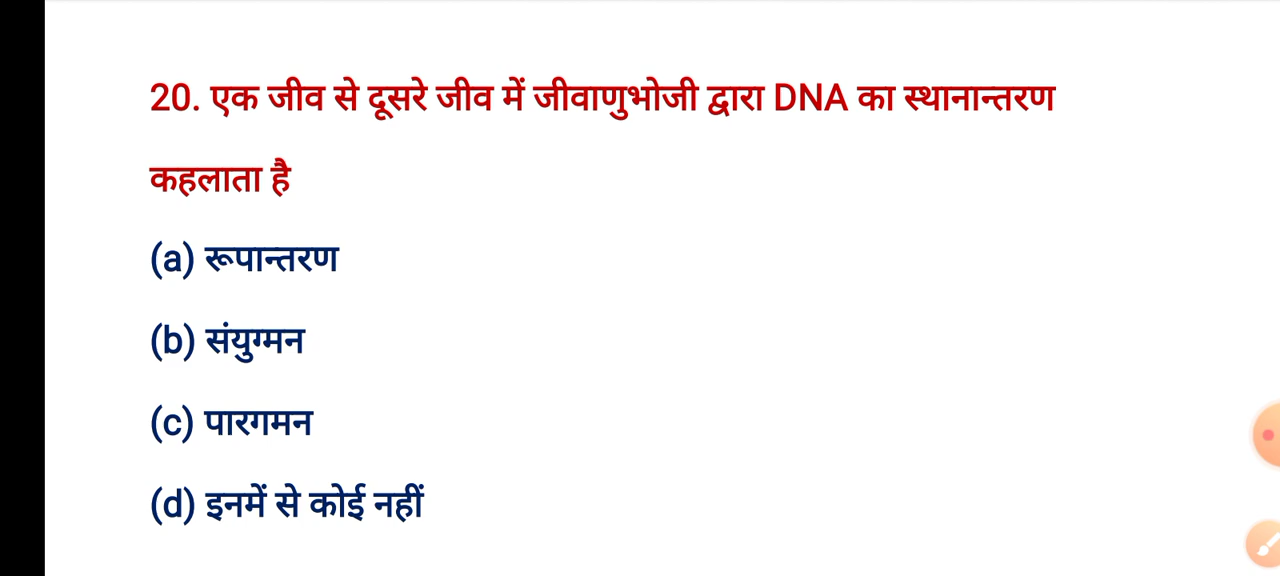 20. एक जीव से दूसरे जीव में जीवाणुभोजी द्वारा DNA का स्थानान्तरण
कहलाता है
(a) रूपान्तरण
(b) संयुग्मन
(c) पारगमन
(d) इनमें से कोई नहीं